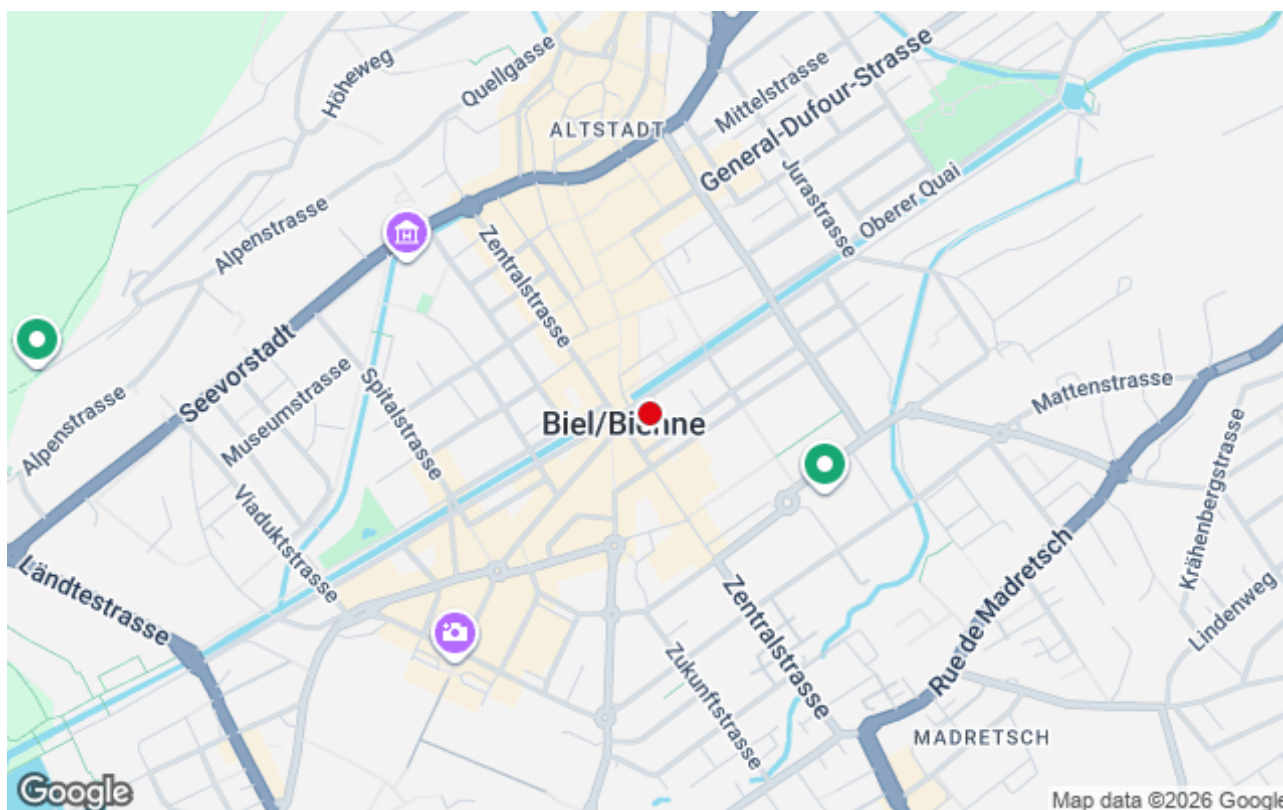 Höheweg
Quellgasse
Mittelstrasse
General-Dufour-Strasse
ALTSTADT
Jurastrasse
Oberer Quai
Alpenstrasse
Zentralstrasse
Seevorstadt
Museumstrasse
Spitalstrasse
Alpenstrasse
Mattenstrasse
Biel/Bienne
Krähenbergstrasse
Viaduktstrasse
Ländtestrasse
Rue de Madretsch
Lindenweg
Zentralstrasse
Zukunftstrasse
MADRETSCH
Google
Map data ©2026 Google